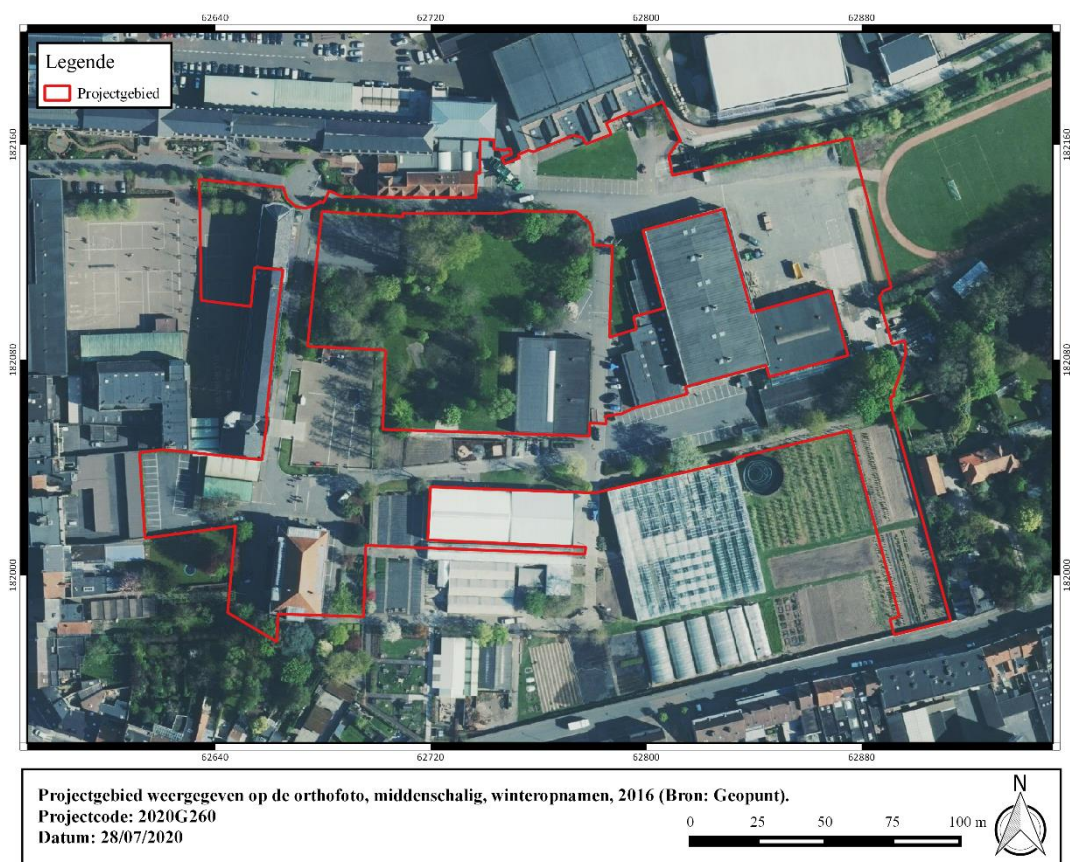 62640 62720 62800 62880
Legende
Projectgebied
182160 182160
182080 182080
182000 182000
62640 62720 62800 62880
Projectgebied weergegeven op de orthofoto, middenschalig, winteropnamen, 2016 (Bron: Geopunt).
Projectcode: 2020G260
Datum: 28/07/2020
0 25 50 75 100 m
N